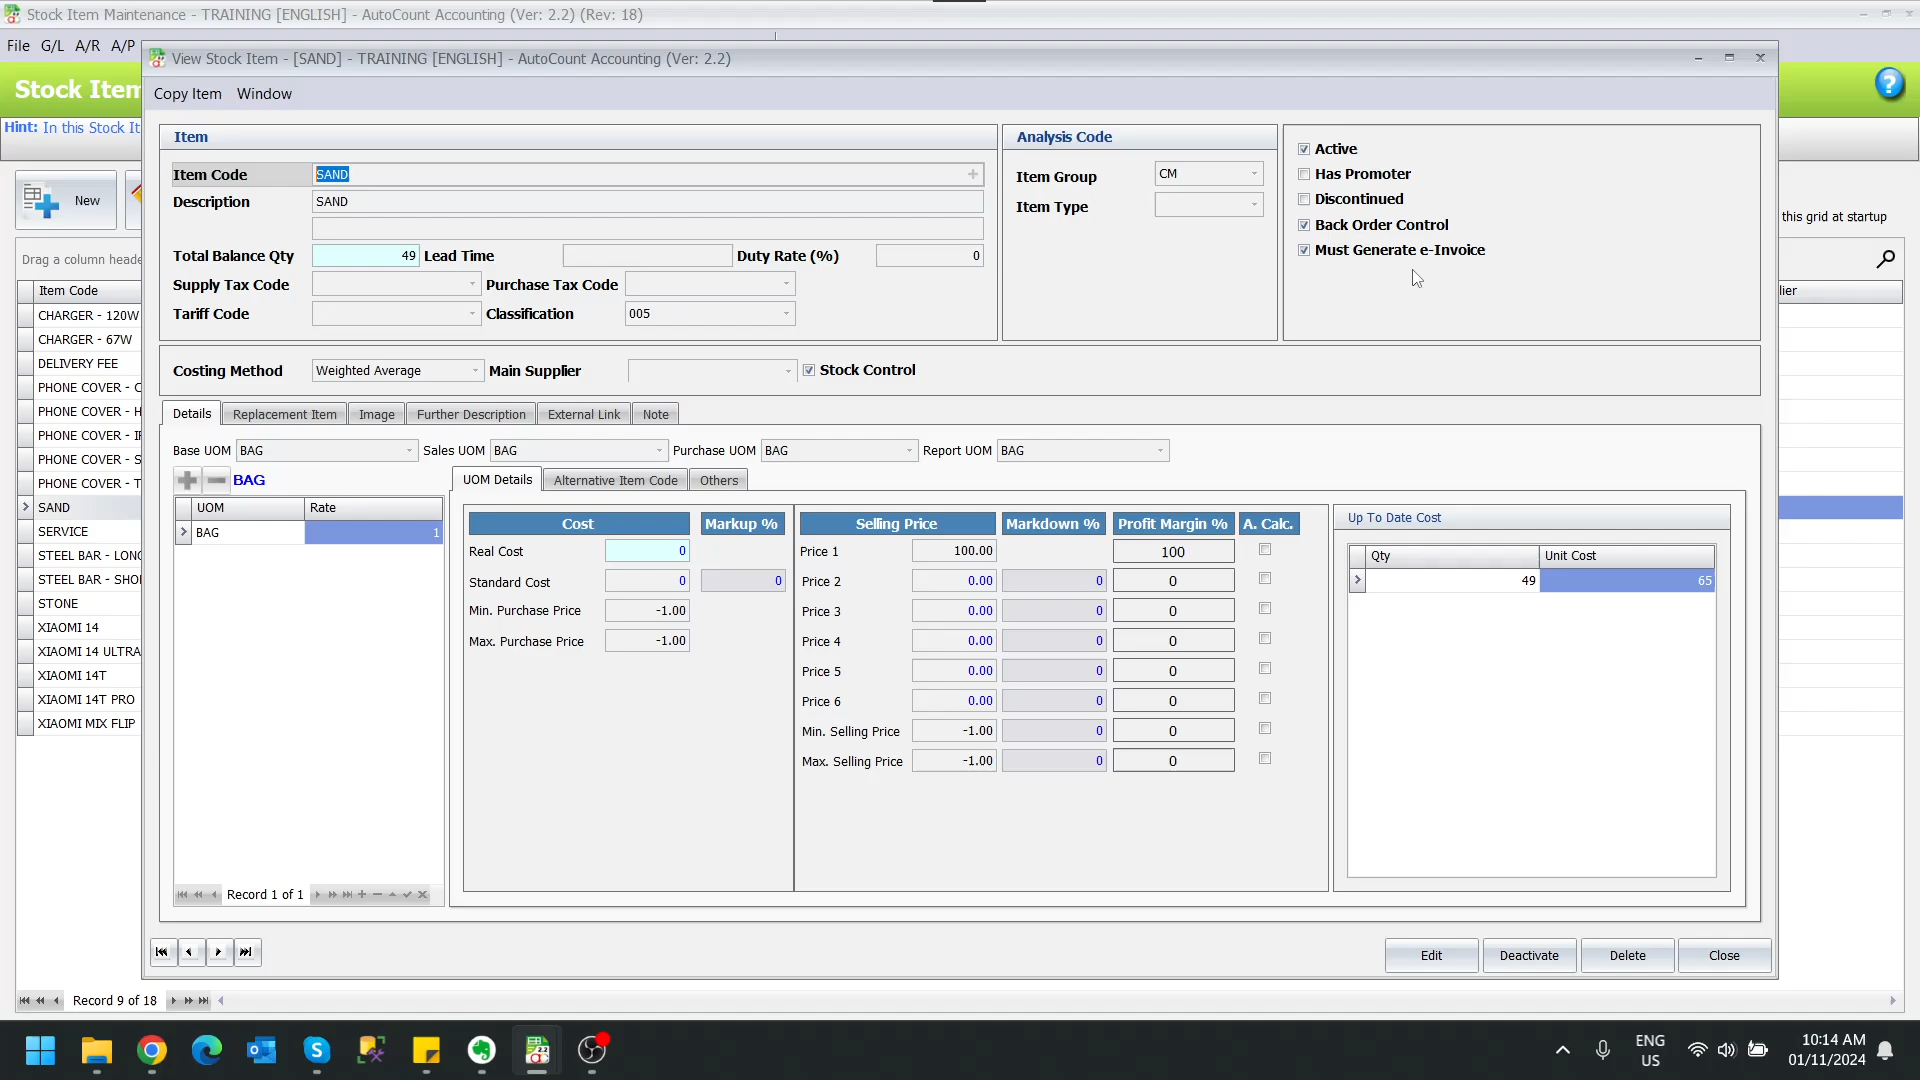 Stock Item Maintenance - TRAINING [ENGLISH] - AutoCount Accounting (Ver: 2.2) (Rev: 18)
File G/L A/R A/P
View Stock Item - [SAND] - TRAINING [ENGLISH] - AutoCount Accounting (Ver: 2.2)
Stock Item
Copy Item Window
Hint: In this Stock It
New
this grid at startup
Drag a column heade
Item Code
lier
CHARGER - 120W
CHARGER - 67W
DELIVERY FEE
PHONE COVER - C
PHONE COVER - H
PHONE COVER - IP
PHONE COVER - S
PHONE COVER - T
SAND
SERVICE
STEEL BAR - LONG
STEEL BAR - SHO
STONE
XIAOMI 14
XIAOMI 14 ULTRA
XIAOMI 14T
XIAOMI 14T PRO
XIAOMI MIX FLIP
Record 9 of 18
Item
Item Code SAND
Description SAND
Total Balance Qty 49 Lead Time Duty Rate (%) 0
Supply Tax Code Purchase Tax Code
Tariff Code Classification 005
Analysis Code
Item Group CM
Item Type
Active
Has Promoter
Discontinued
Back Order Control
Must Generate e-Invoice
Costing Method Weighted Average Main Supplier Stock Control
Details Replacement Item Image Further Description External Link Note
Base UOM BAG Sales UOM BAG Purchase UOM BAG Report UOM BAG
BAG
UOM Rate
BAG 1
Record 1 of 1
UOM Details Alternative Item Code Others
Cost Markup %
Real Cost 0
Standard Cost 0 0
Min. Purchase Price -1.00
Max. Purchase Price -1.00
Selling Price Markdown % Profit Margin % A. Calc.
Price 1 100.00 100
Price 2 0.00 0 0
Price 3 0.00 0 0
Price 4 0.00 0 0
Price 5 0.00 0 0
Price 6 0.00 0 0
Min. Selling Price -1.00 0 0
Max. Selling Price -1.00 0 0
Up To Date Cost
Qty Unit Cost
49 65
Edit Deactivate Delete Close
ENG
US
10:14 AM
01/11/2024